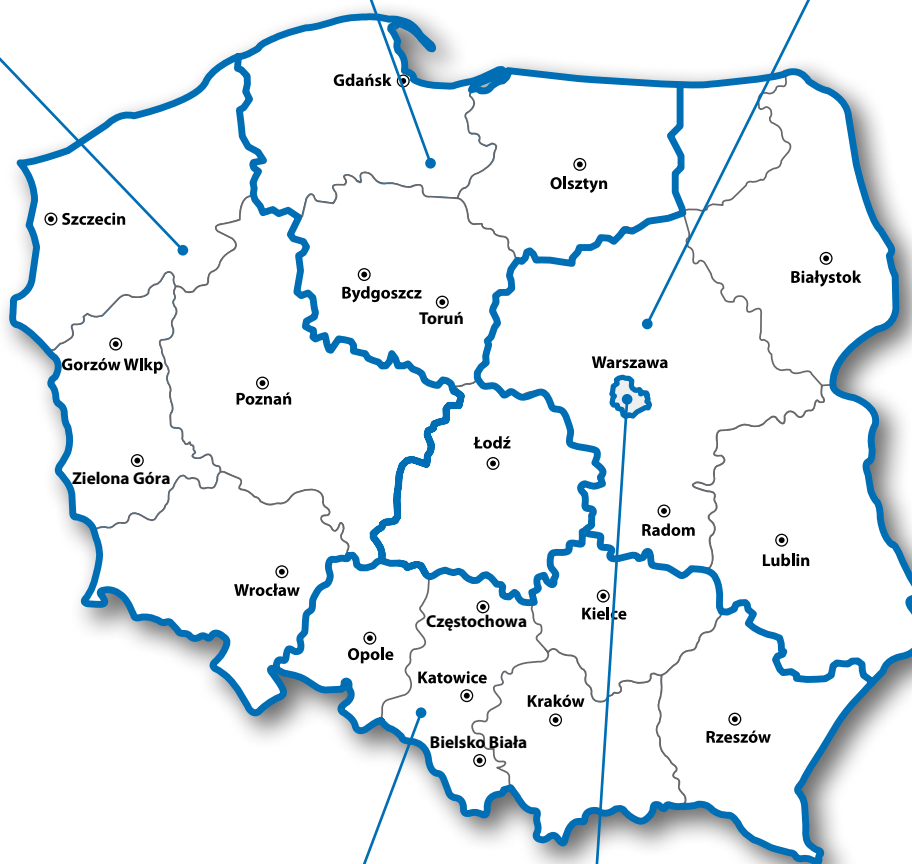 Gdańsk
Olsztyn
Szczecin
Białystok
Bydgoszcz
Toruń
Gorzów Wlkp
Warszawa
Poznań
Łodź
Zielona Góra
Radom
Lublin
Wrocław
Kielce
Częstochowa
Opole
Katowice
Kraków
Rzeszów
Bielsko Biała